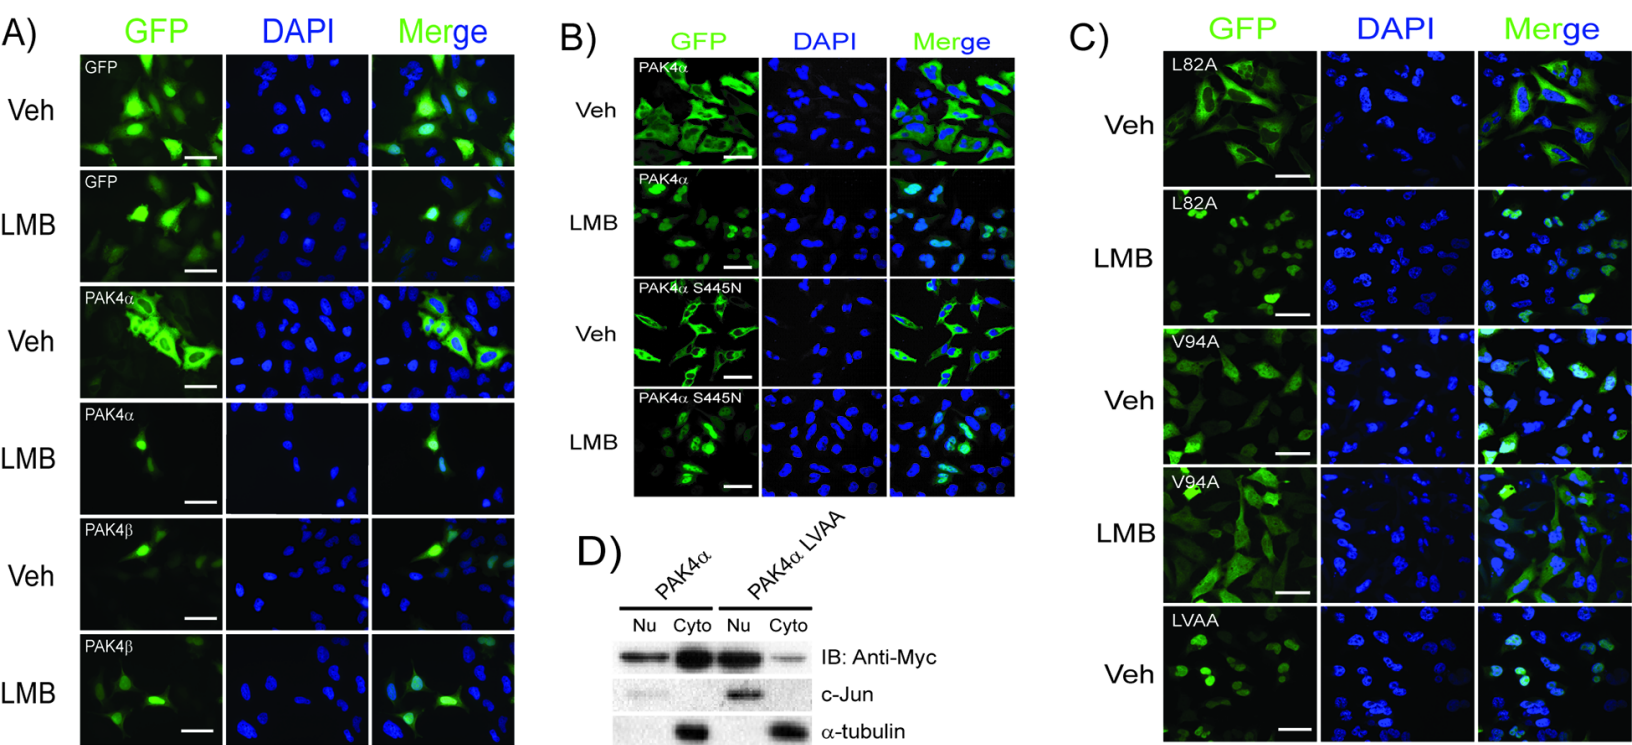 A)
GFP DAPI Merge
Veh
GFP
LMB
GFP
Veh
PAK4α
LMB
PAK4α
Veh
PAK4β
LMB
PAK4β
B)
GFP DAPI Merge
Veh
PAK4α
LMB
PAK4α
Veh
PAK4α S445N
LMB
PAK4α S445N
D)
PAK4α PAK4α LVAA
Nu Cyto Nu Cyto
IB: Anti-Myc
c-Jun
α-tubulin
C)
GFP DAPI Merge
Veh
L82A
LMB
L82A
Veh
V94A
LMB
V94A
Veh
LVAA